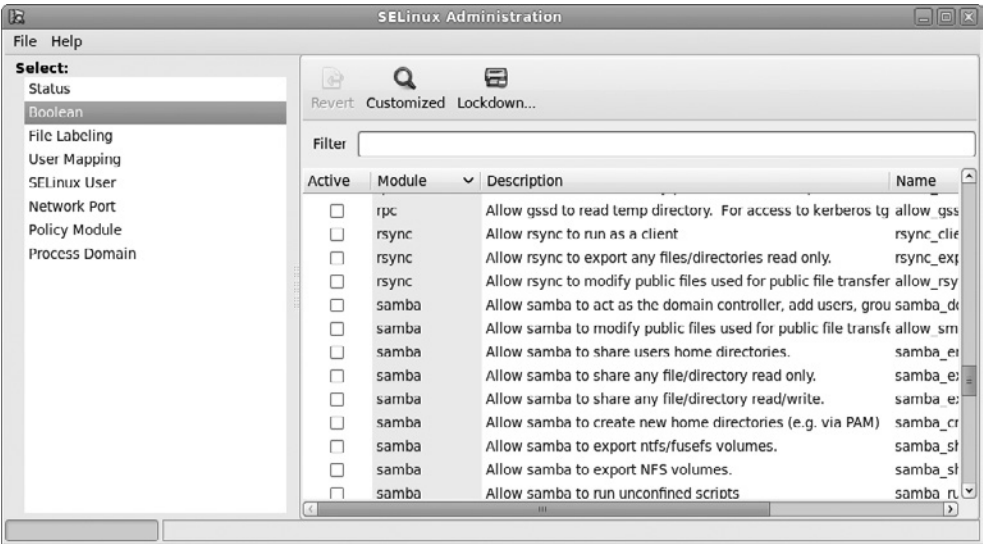 SELinux Administration
File Help
Select:
Status
Boolean
File Labeling
User Mapping
SELinux User
Network Port
Policy Module
Process Domain
Revert Customized Lockdown...
Filter
Active Module Description Name
rpc Allow gssd to read temp directory. For access to kerberos tg allow_gss
rsync Allow rsync to run as a client rsync_clie
rsync Allow rsync to export any files/directories read only. rsync_exp
rsync Allow rsync to modify public files used for public file transfer allow_rsy
samba Allow samba to act as the domain controller, add users, grou samba_do
samba Allow samba to modify public files used for public file transfe allow_sm
samba Allow samba to share users home directories. samba_en
samba Allow samba to share any file/directory read only. samba_ex
samba Allow samba to share any file/directory read/write. samba_ex
samba Allow samba to create new home directories (e.g. via PAM) samba_cr
samba Allow samba to export ntfs/fusefs volumes. samba_sh
samba Allow samba to export NFS volumes. samba_sh
samba Allow samba to run unconfined scripts samba_ru